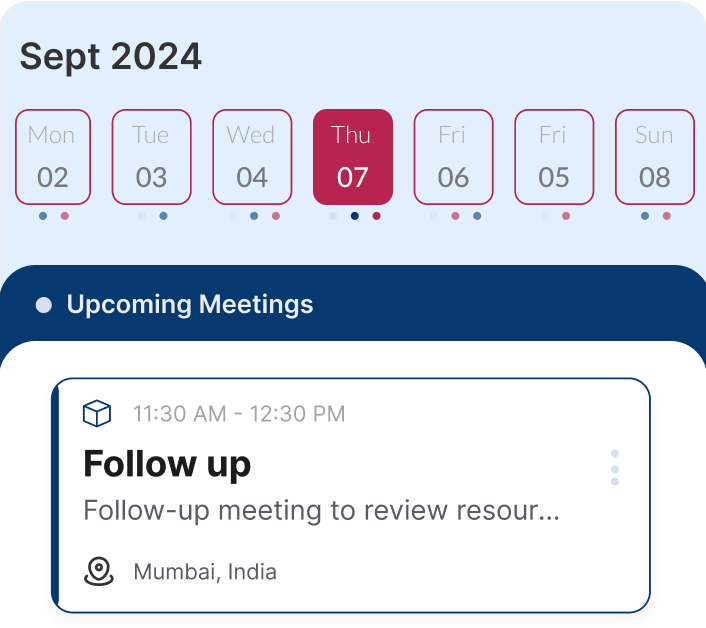 Sept 2024
Mon Tue Wed Thu Fri Fri Sun
02 03 04 07 06 05 08
Upcoming Meetings
11:30 AM - 12:30 PM
Follow up
Follow-up meeting to review resour...
Mumbai, India